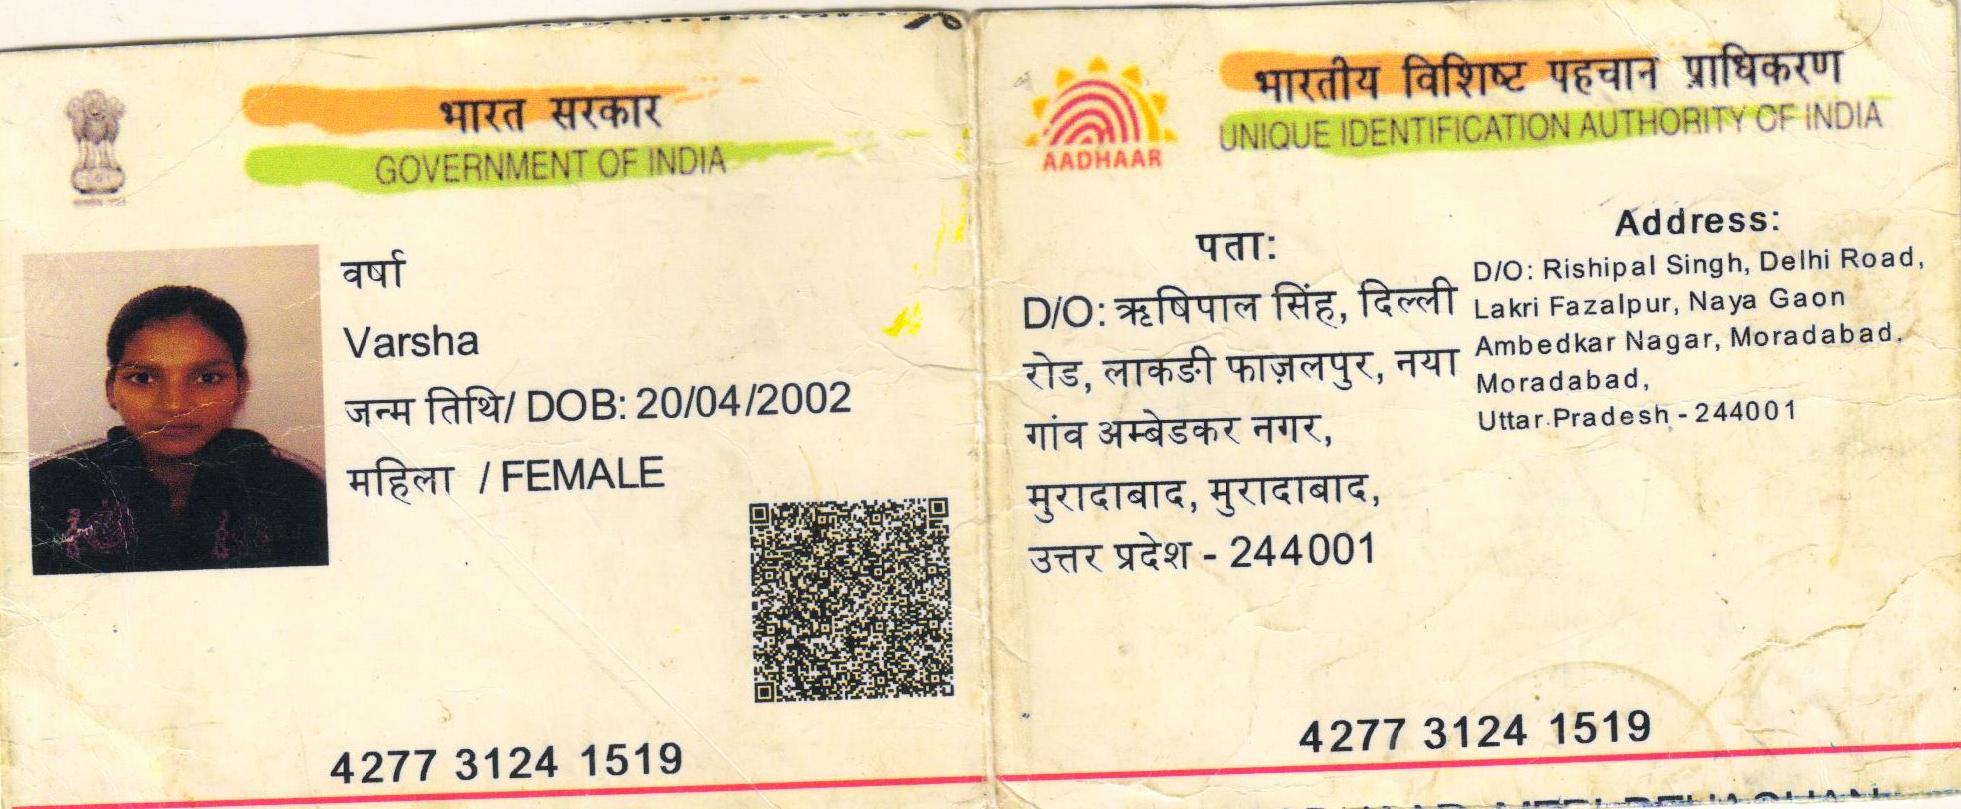 भारत सरकार
GOVERNMENT OF INDIA
वर्षा
Varsha
जन्म तिथि/ DOB: 20/04/2002
महिला / FEMALE
4277 3124 1519
भारतीय विशिष्ट पहचान प्राधिकरण
UNIQUE IDENTIFICATION AUTHORITY OF INDIA
AADHAAR
पता:
D/O: ऋषिपाल सिंह, दिल्ली
रोड, लाकङी फाज़लपुर, नया
गांव अम्बेडकर नगर,
मुरादाबाद, मुरादाबाद,
उत्तर प्रदेश - 244001
Address:
D/O: Rishipal Singh, Delhi Road,
Lakri Fazalpur, Naya Gaon
Ambedkar Nagar, Moradabad,
Moradabad,
Uttar Pradesh - 244001
4277 3124 1519